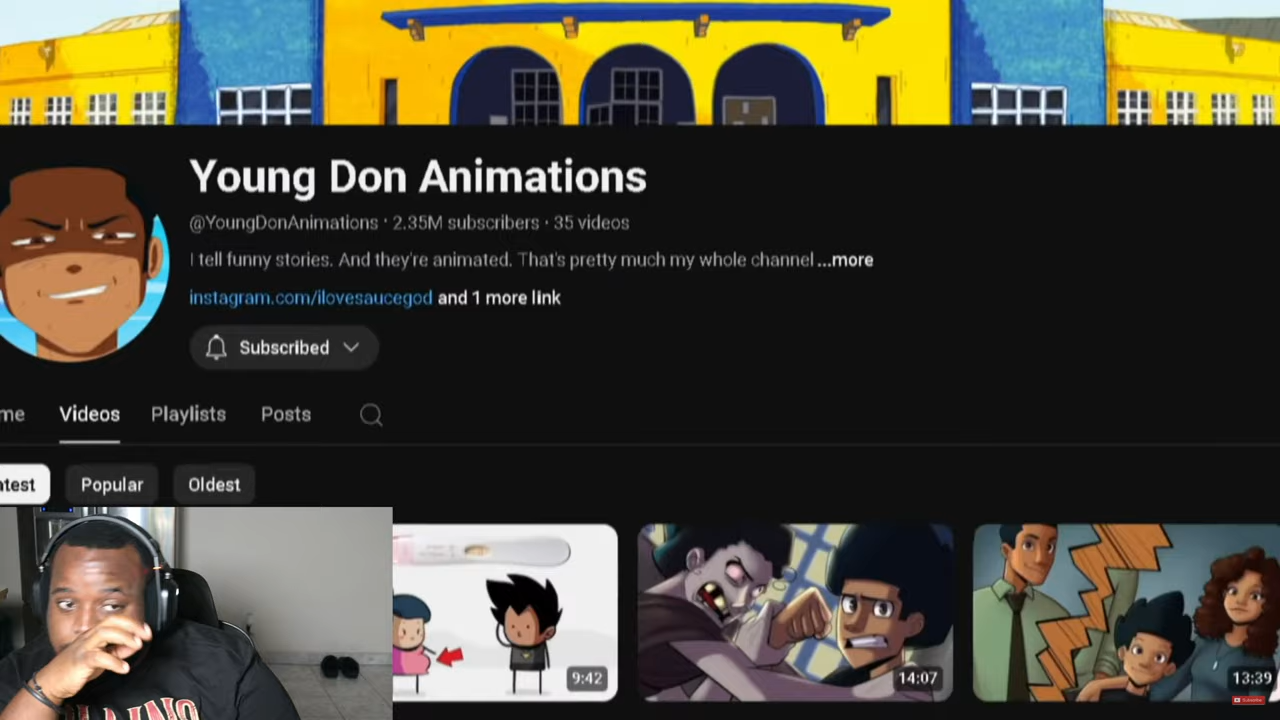 Young Don Animations
@YoungDonAnimations · 2.35M subscribers · 35 videos
I tell funny stories. And they're animated. That's pretty much my whole channel ...more
instagram.com/ilovesaucegod and 1 more link
Subscribed
me Videos Playlists Posts
atest Popular Oldest
9:42
14:07
13:39